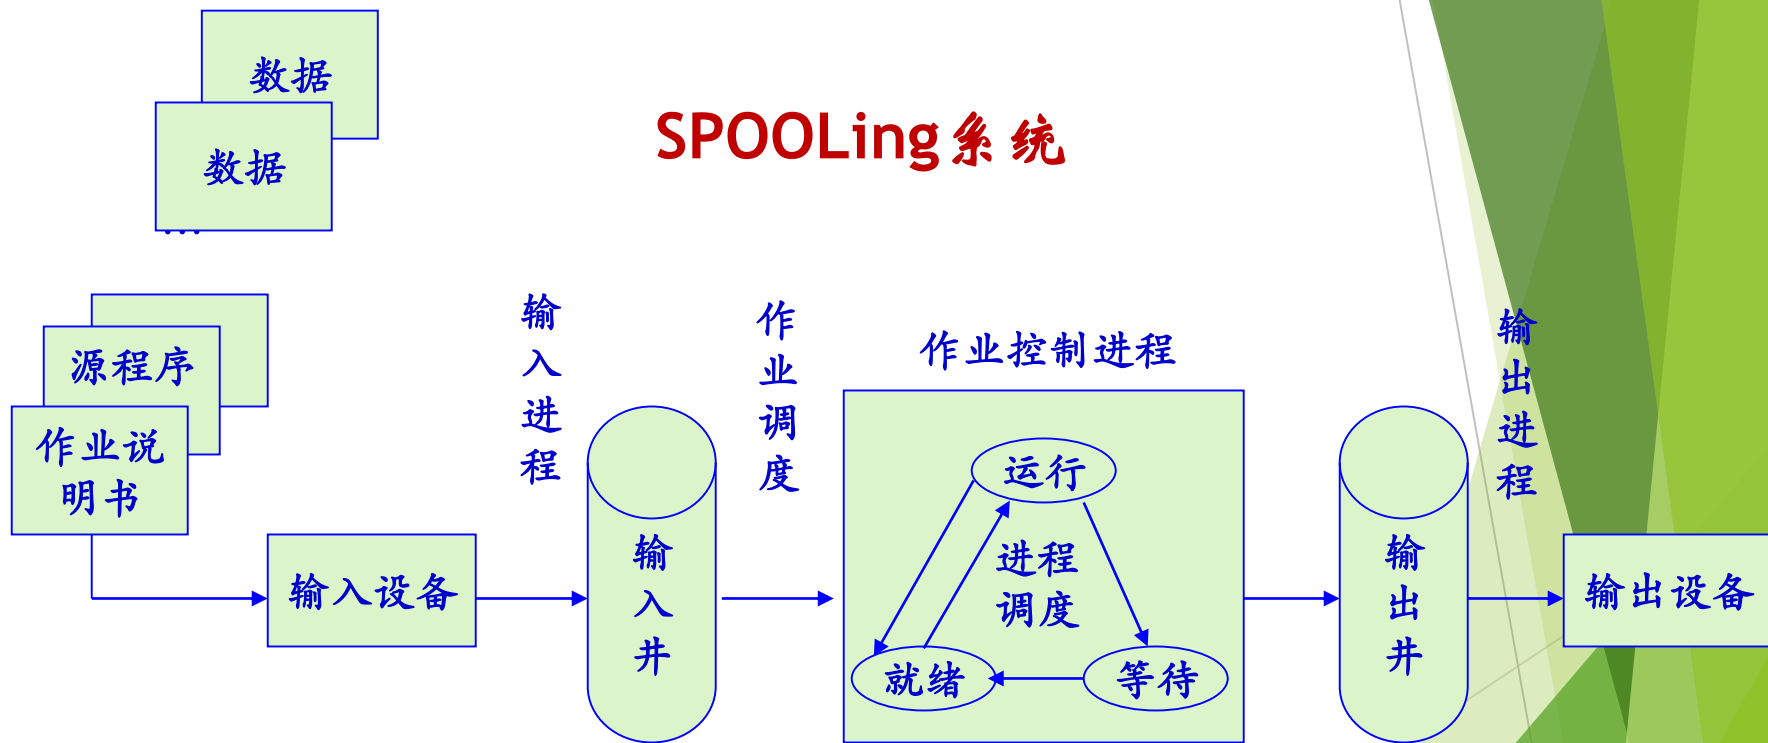 数据
数据
…
SPOOLing系统
源程序
作业说
明书
输入设备
输入进程
输入井
作业调度
作业控制进程
运行
进程
调度
就绪
等待
输出井
输出进程
输出设备